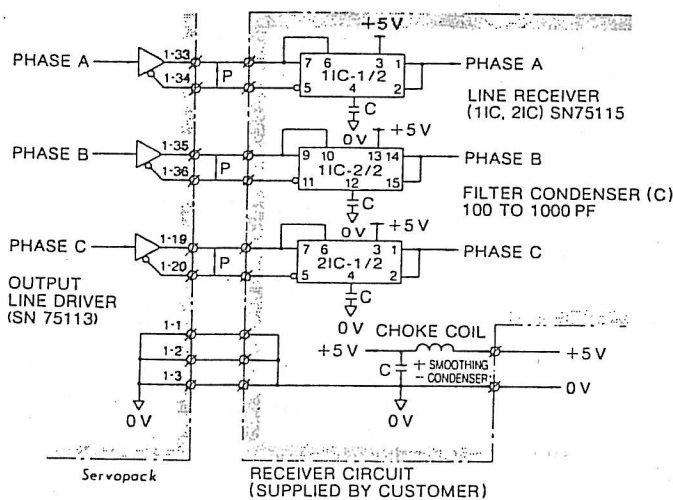 +5V
PHASE A 1-33 1-34 P 7 6 3 1 1IC-1/2 5 4 2 PHASE A
C
0V
LINE RECEIVER
(1IC, 2IC) SN75115
+5V
PHASE B 1-35 1-36 P 9 10 13 14 1IC-2/2 11 12 15 PHASE B
C
0V
FILTER CONDENSER (C)
100 TO 1000 PF
+5V
PHASE C 1-19 1-20 P 7 6 3 1 2IC-1/2 5 4 2 PHASE C
C
0V
OUTPUT
LINE DRIVER
(SN 75113)
1-1
1-2
1-3
0V
CHOKE COIL
+5V
C
+ SMOOTHING
- CONDENSER
+5V
0V
0V
Servopack
RECEIVER CIRCUIT
(SUPPLIED BY CUSTOMER)